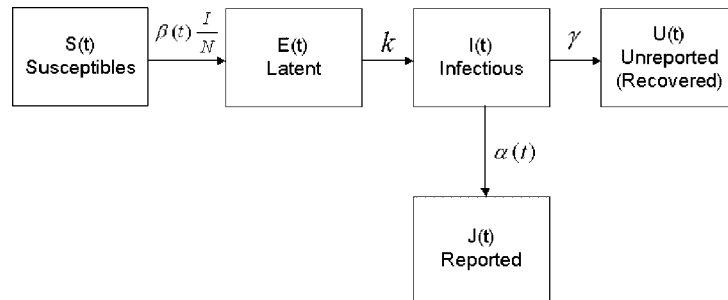 S(t)
Susceptibles
β(t) I/N
E(t)
Latent
k
I(t)
Infectious
γ
U(t)
Unreported
(Recovered)
α(t)
J(t)
Reported